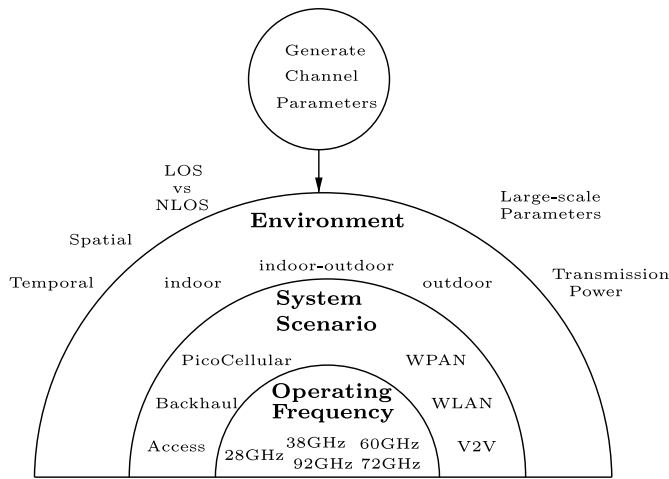 Generate
Channel
Parameters
LOS
vs
NLOS
Large-scale
Parameters
Environment
Spatial
Temporal
indoor
indoor-outdoor
outdoor
Transmission
Power
System
Scenario
PicoCellular
WPAN
Operating
Frequency
Backhaul
WLAN
Access
V2V
38GHz 60GHz
28GHz
92GHz 72GHz